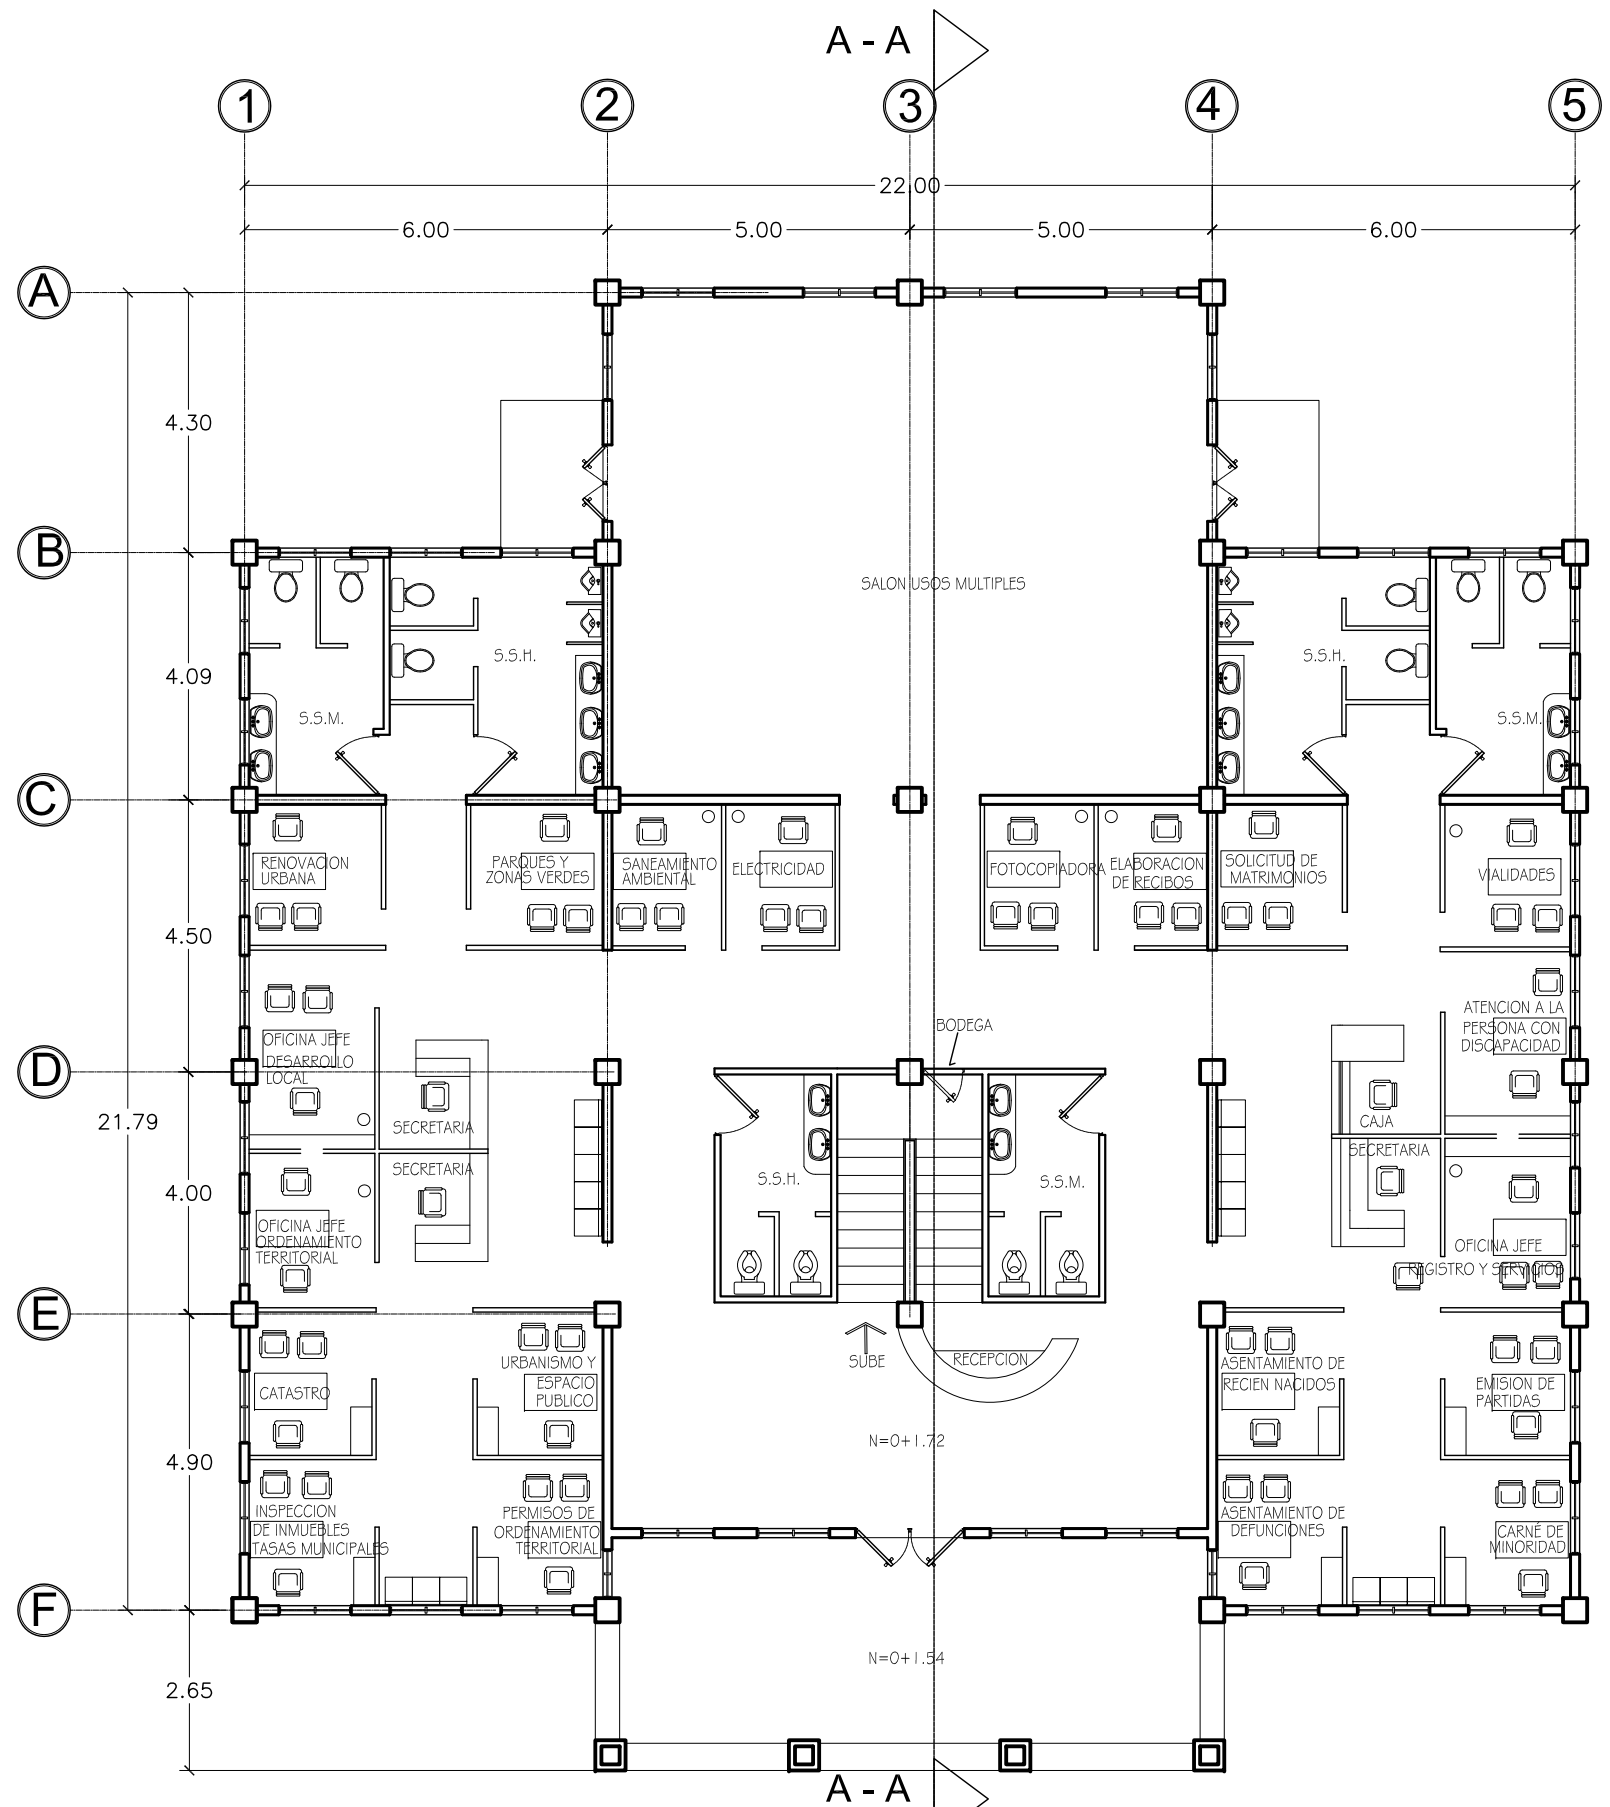 A - A
1 2 3 4 5
22.00
6.00 5.00 5.00 6.00
A
4.30
B
SALON USOS MULTIPLES
S.S.H. S.S.H.
4.09
S.S.M. S.S.M.
C
RENOVACION
URBANA
PARQUES Y
ZONAS VERDES
SANEAMIENTO
AMBIENTAL
ELECTRICIDAD
FOTOCOPIADORA
ELABORACION
DE RECIBOS
SOLICITUD DE
MATRIMONIOS
VIALIDADES
4.50
OFICINA JEFE
DESARROLLO
LOCAL
BODEGA
ATENCION A LA
PERSONA CON
DISCAPACIDAD
D
21.79
SECRETARIA
CAJA
SECRETARIA
SECRETARIA
4.00
S.S.H.
S.S.M.
OFICINA JEFE
ORDENAMIENTO
TERRITORIAL
OFICINA JEFE
REGISTRO Y SERVICIOS
E
SUBE
RECEPCION
URBANISMO Y
ESPACIO
PUBLICO
CATASTRO
ASENTAMIENTO DE
RECIEN NACIDOS
EMISION DE
PARTIDAS
N=0+1.72
4.90
INSPECCION
DE INMUEBLES
TASAS MUNICIPALES
PERMISOS DE
ORDENAMIENTO
TERRITORIAL
ASENTAMIENTO DE
DEFUNCIONES
CARNÉ DE
MINORIDAD
F
N=0+1.54
2.65
A - A